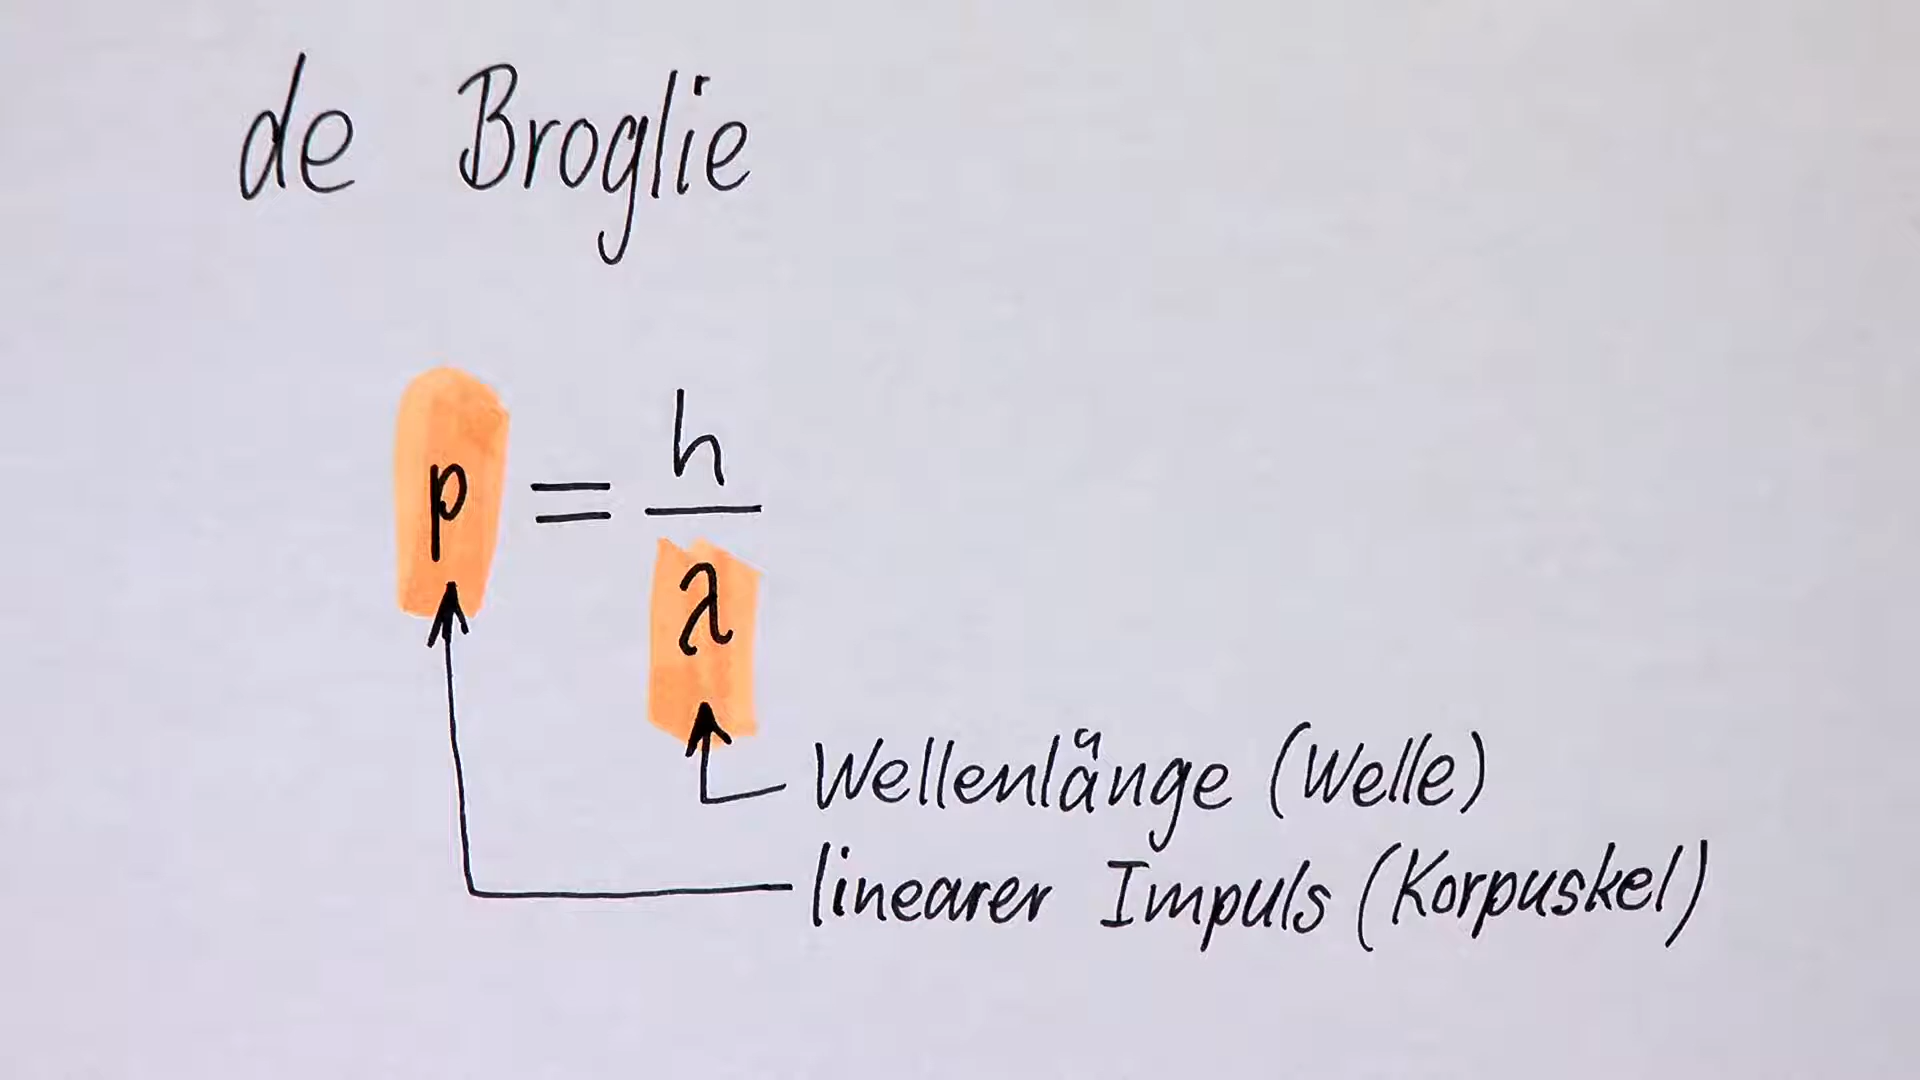 de Broglie
p = h
λ
Wellenlänge (Welle)
linearer Impuls (Korpuskel)